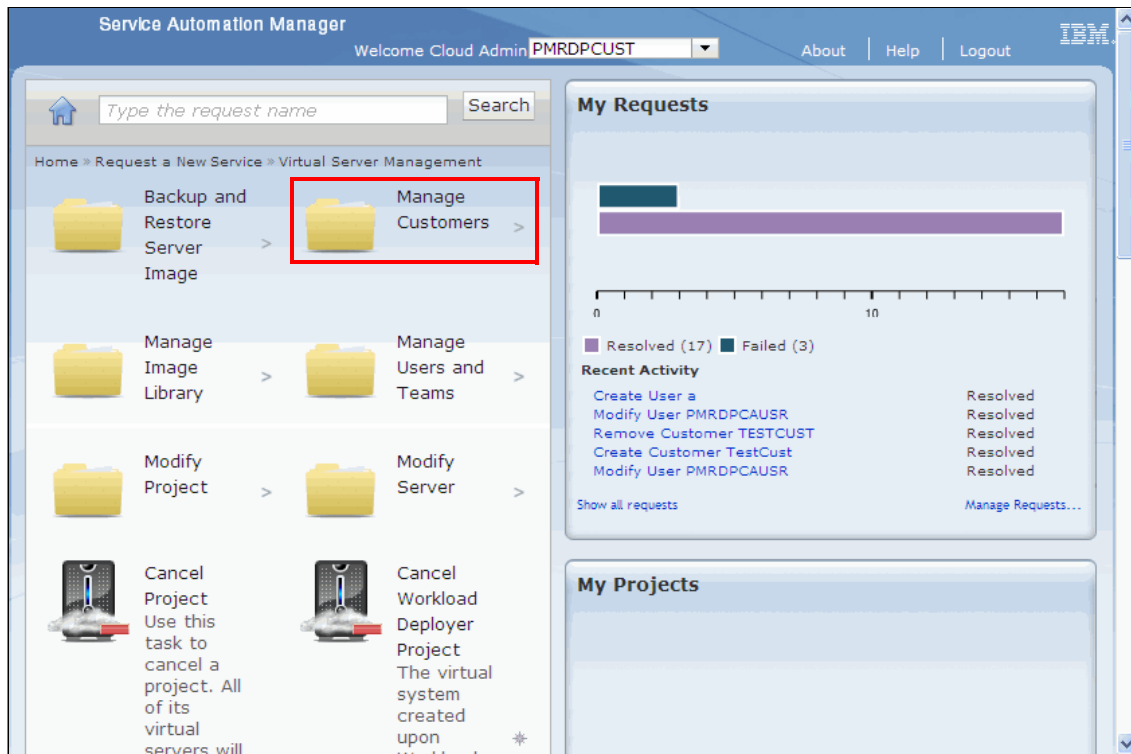 Service Automation Manager
Welcome Cloud Admin PMRDPCUST
About Help Logout
IBM.
Type the request name
Search
Home » Request a New Service » Virtual Server Management
Backup and
Restore
Server
Image
>
Manage
Customers
>
Manage
Image
Library
>
Manage
Users and
Teams
>
Modify
Project
>
Modify
Server
>
Cancel
Project
Use this
task to
cancel a
project. All
of its
virtual
servers will
Cancel
Workload
Deployer
Project
The virtual
system
created
upon
My Requests
0 10
Resolved (17) Failed (3)
Recent Activity
Create User a Resolved
Modify User PMRDPCAUSR Resolved
Remove Customer TESTCUST Resolved
Create Customer TestCust Resolved
Modify User PMRDPCAUSR Resolved
Show all requests Manage Requests...
My Projects